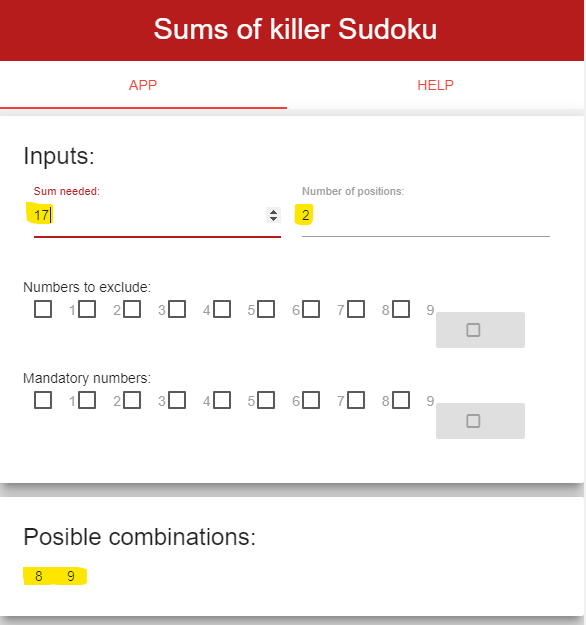 Sums of killer Sudoku
APP HELP
Inputs:
Sum needed: Number of positions:
17 2
Numbers to exclude:
1 2 3 4 5 6 7 8 9
Mandatory numbers:
1 2 3 4 5 6 7 8 9
Posible combinations:
8 9